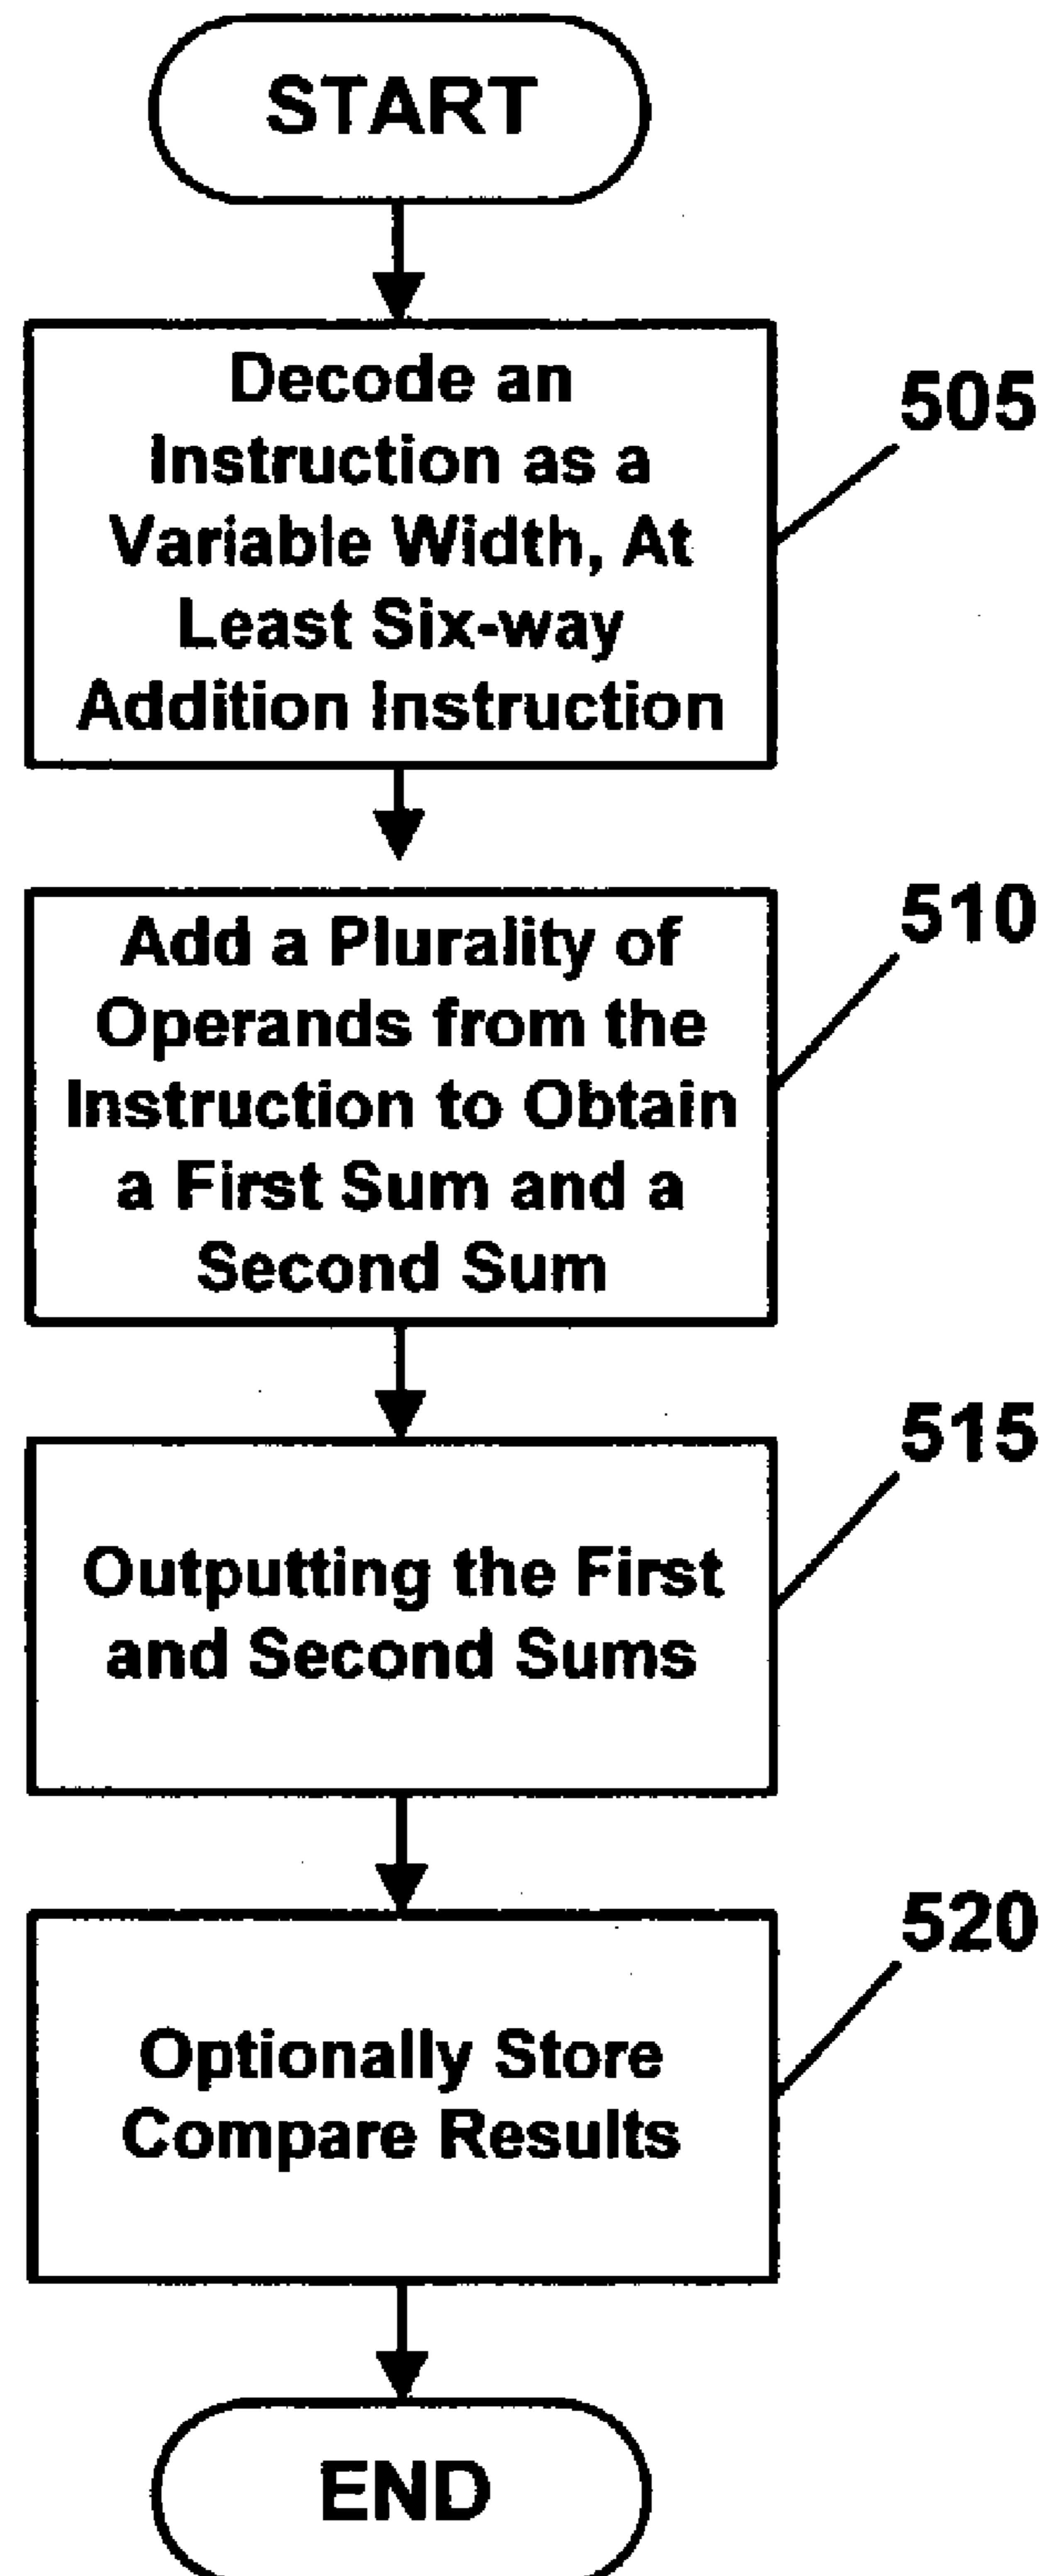 START
Decode an
Instruction as a
Variable Width, At
Least Six-way
Addition Instruction
505
Add a Plurality of
Operands from the
Instruction to Obtain
a First Sum and a
Second Sum
510
Outputting the First
and Second Sums
515
Optionally Store
Compare Results
520
END